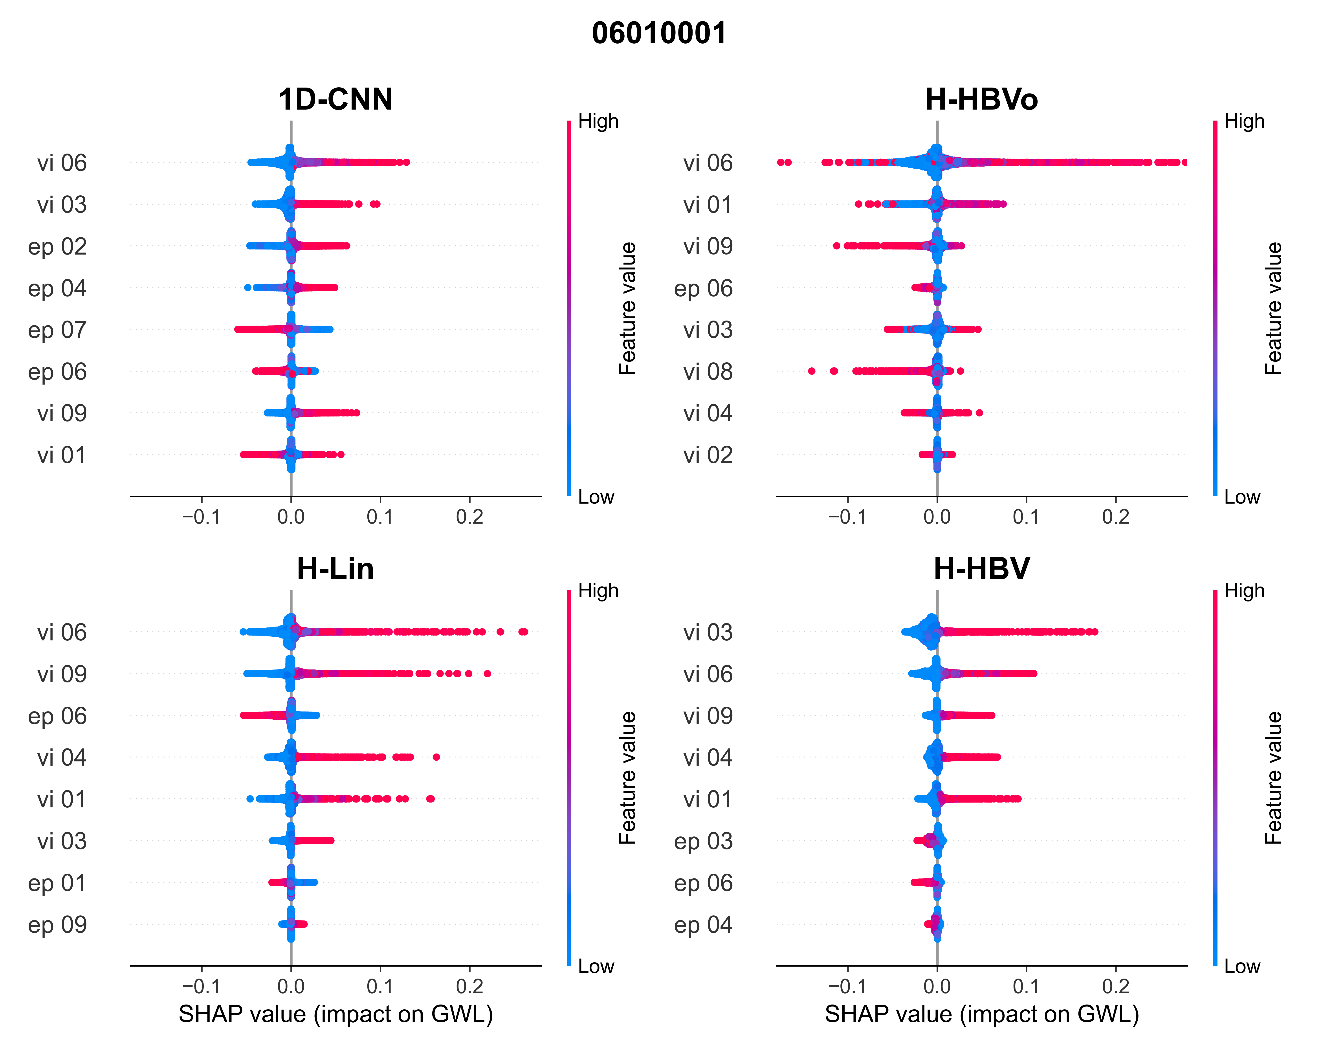 06010001
1D-CNN
High
vi 06
vi 03
ep 02
ep 04
ep 07
ep 06
vi 09
vi 01
Feature value
Low
−0.1 0.0 0.1 0.2
H-HBVo
High
vi 06
vi 01
vi 09
ep 06
vi 03
vi 08
vi 04
vi 02
Feature value
Low
−0.1 0.0 0.1 0.2
H-Lin
High
vi 06
vi 09
ep 06
vi 04
vi 01
vi 03
ep 01
ep 09
Feature value
Low
−0.1 0.0 0.1 0.2
SHAP value (impact on GWL)
H-HBV
High
vi 03
vi 06
vi 09
vi 04
vi 01
ep 03
ep 06
ep 04
Feature value
Low
−0.1 0.0 0.1 0.2
SHAP value (impact on GWL)